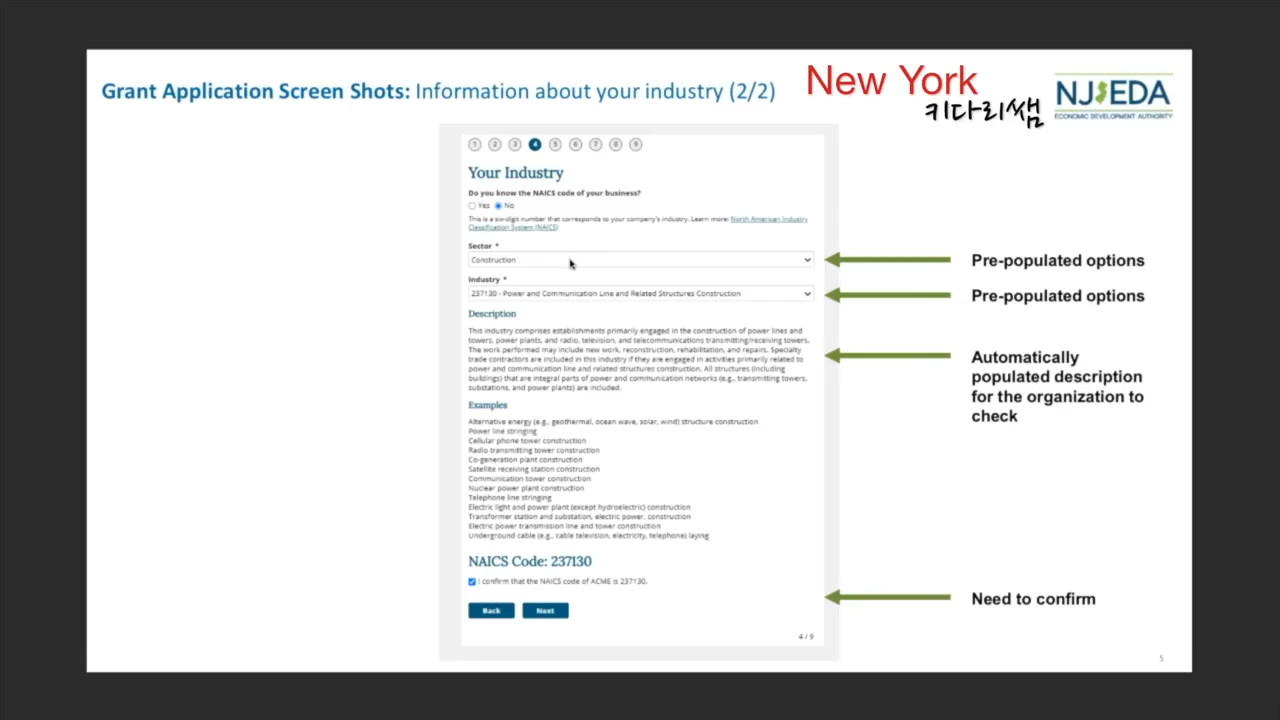 Grant Application Screen Shots: Information about your industry (2/2)
New York
키다리쌤
NJEDA
ECONOMIC DEVELOPMENT AUTHORITY
1 2 3 4 5 6 7 8 9
Your Industry
Do you know the NAICS code of your business?
Yes No
This is a six-digit number that corresponds to your company's industry. Learn more: North American Industry
Classification System (NAICS)
Sector *
Construction
Pre-populated options
Industry *
237130 - Power and Communication Line and Related Structures Construction
Pre-populated options
Description
This industry comprises establishments primarily engaged in the construction of power lines and
towers, power plants, and radio, television, and telecommunications transmitting/receiving towers.
The work performed may include new work, reconstruction, rehabilitation, and repairs. Specialty
trade contractors are included in this industry if they are engaged in activities primarily related to
power and communication line and related structures construction. All structures (including
buildings) that are integral parts of power and communication networks (e.g., transmitting towers,
substations, and power plants) are included.
Automatically
populated description
for the organization to
check
Examples
Alternative energy (e.g., geothermal, ocean wave, solar, wind) structure construction
Power line stringing
Cellular phone tower construction
Radio transmitting tower construction
Co-generation plant construction
Satellite receiving station construction
Communication tower construction
Nuclear power plant construction
Telephone line stringing
Electric light and power plant (except hydroelectric) construction
Transformer station and substation, electric power, construction
Electric power transmission line and tower construction
Underground cable (e.g., cable television, electricity, telephone) laying
NAICS Code: 237130
I confirm that the NAICS code of ACME is 237130.
Need to confirm
Back Next
4 / 9
5